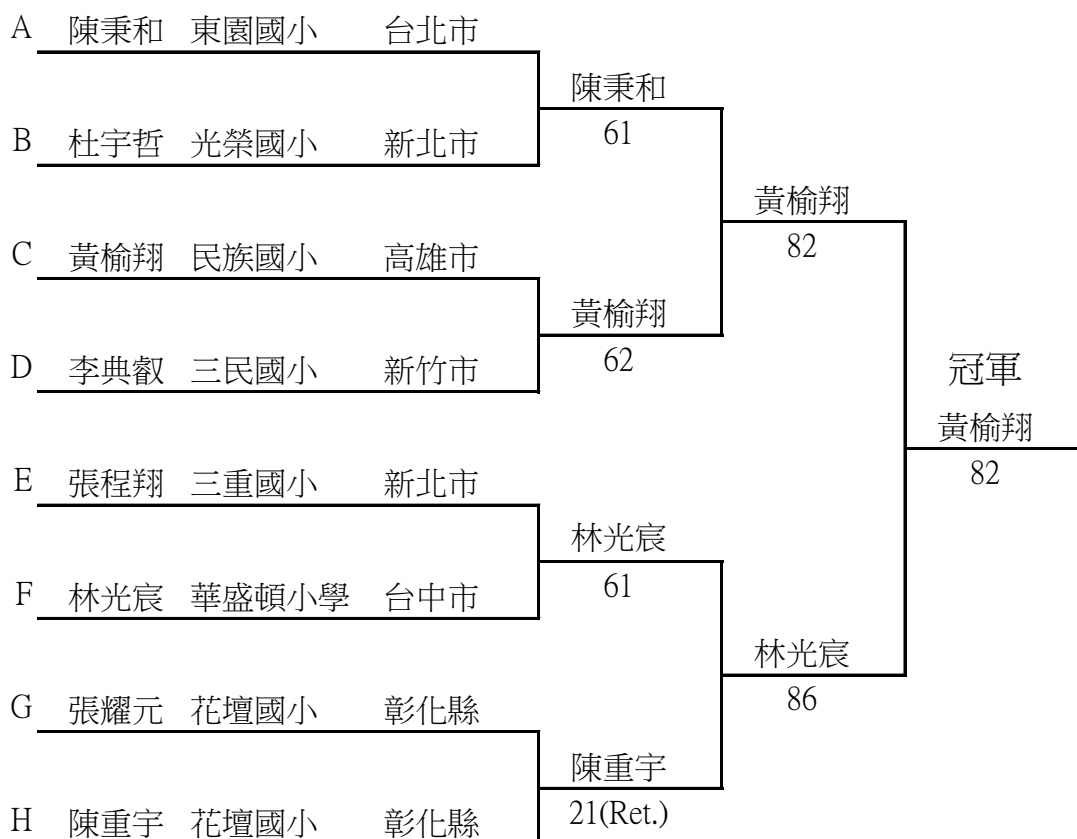 A 陳秉和 東園國小 台北市
陳秉和
B 杜宇哲 光榮國小 新北市
61
黃榆翔
C 黃榆翔 民族國小 高雄市
82
黃榆翔
D 李典叡 三民國小 新竹市
62
冠軍
黃榆翔
E 張程翔 三重國小 新北市
82
林光宸
F 林光宸 華盛頓小學 台中市
61
林光宸
G 張耀元 花壇國小 彰化縣
86
陳重宇
H 陳重宇 花壇國小 彰化縣
21(Ret.)